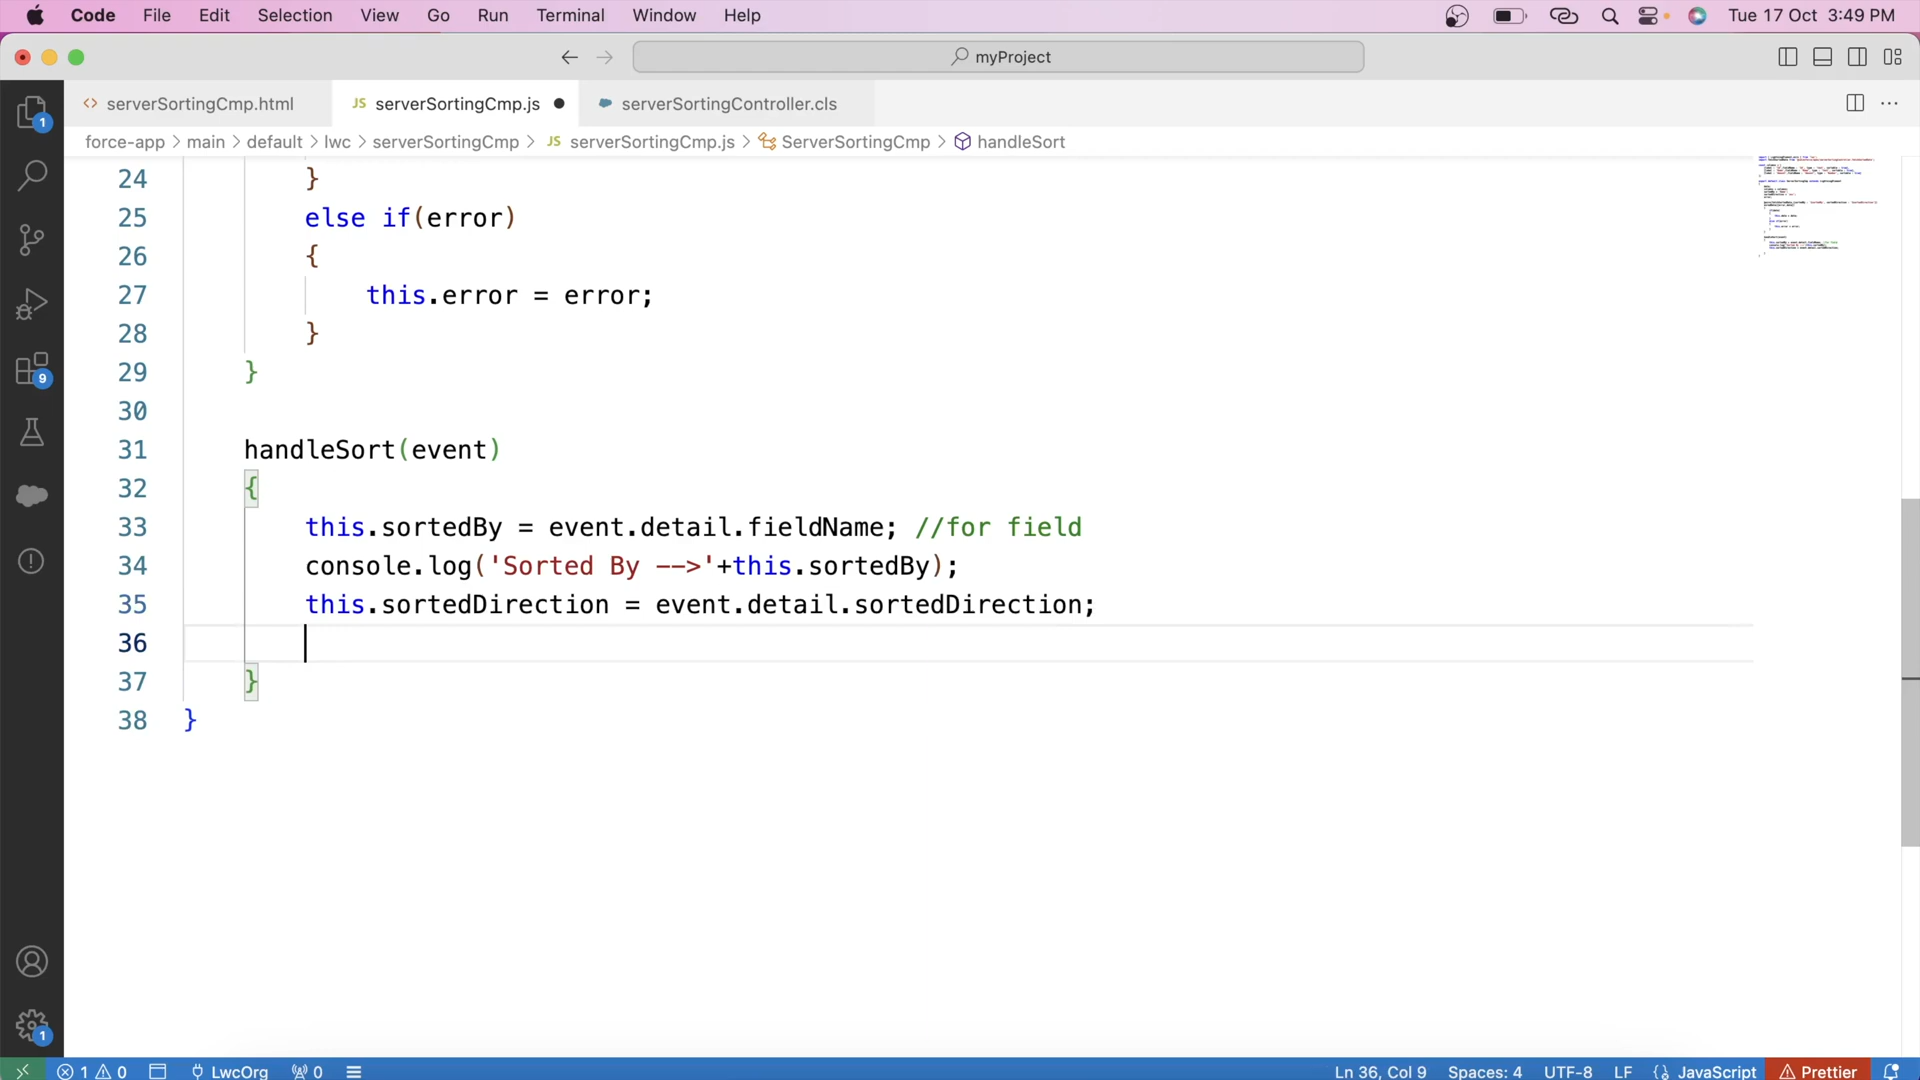 Code File Edit Selection View Go Run Terminal Window Help Tue 17 Oct 3:49 PM
myProject
serverSortingCmp.html JS serverSortingCmp.js serverSortingController.cls
force-app > main > default > lwc > serverSortingCmp > JS serverSortingCmp.js > ServerSortingCmp > handleSort
1
9
1
24 }
25 else if(error)
26 {
27 this.error = error;
28 }
29 }
30
31 handleSort(event)
32 {
33 this.sortedBy = event.detail.fieldName; //for field
34 console.log('Sorted By -->'+this.sortedBy);
35 this.sortedDirection = event.detail.sortedDirection;
36
37 }
38 }
1 0 LwcOrg 0 Ln 36, Col 9 Spaces: 4 UTF-8 LF {} JavaScript Prettier